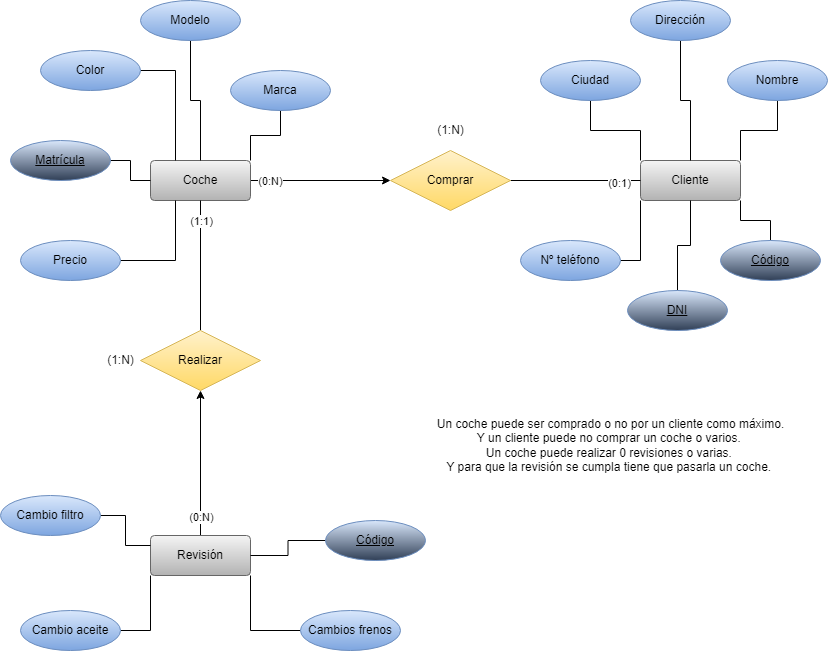 Modelo
Dirección
Color
Ciudad
Nombre
Marca
(1:N)
Matrícula
Coche
(0:N)
Comprar
(0:1)
Cliente
(1:1)
Precio
Nº teléfono
Código
DNI
(1:N)
Realizar
Un coche puede ser comprado o no por un cliente como máximo.
Y un cliente puede no comprar un coche o varios.
Un coche puede realizar 0 revisiones o varias.
Y para que la revisión se cumpla tiene que pasarla un coche.
Cambio filtro
(0:N)
Código
Revisión
Cambio aceite
Cambios frenos